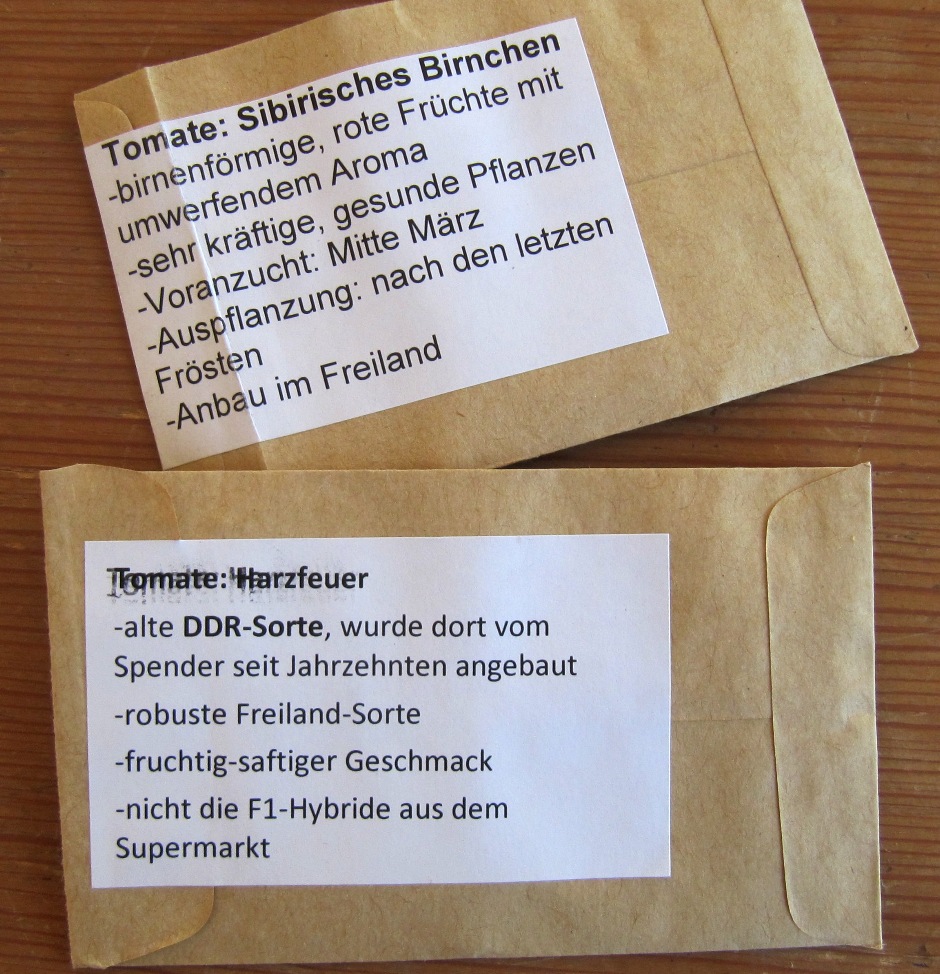 Tomate: Sibirisches Birnchen
-birnenförmige, rote Früchte mit
umwerfendem Aroma
-sehr kräftige, gesunde Pflanzen
-Voranzucht: Mitte März
-Auspflanzung: nach den letzten
Frösten
-Anbau im Freiland
Tomate: Harzfeuer
-alte DDR-Sorte, wurde dort vom
Spender seit Jahrzehnten angebaut
-robuste Freiland-Sorte
-fruchtig-saftiger Geschmack
-nicht die F1-Hybride aus dem
Supermarkt